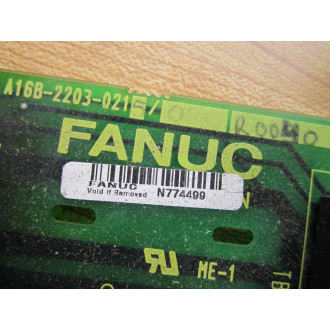 A16B-2203-021
FANUC
FANUC
Void If Removed N774499
N
ME-1
TB